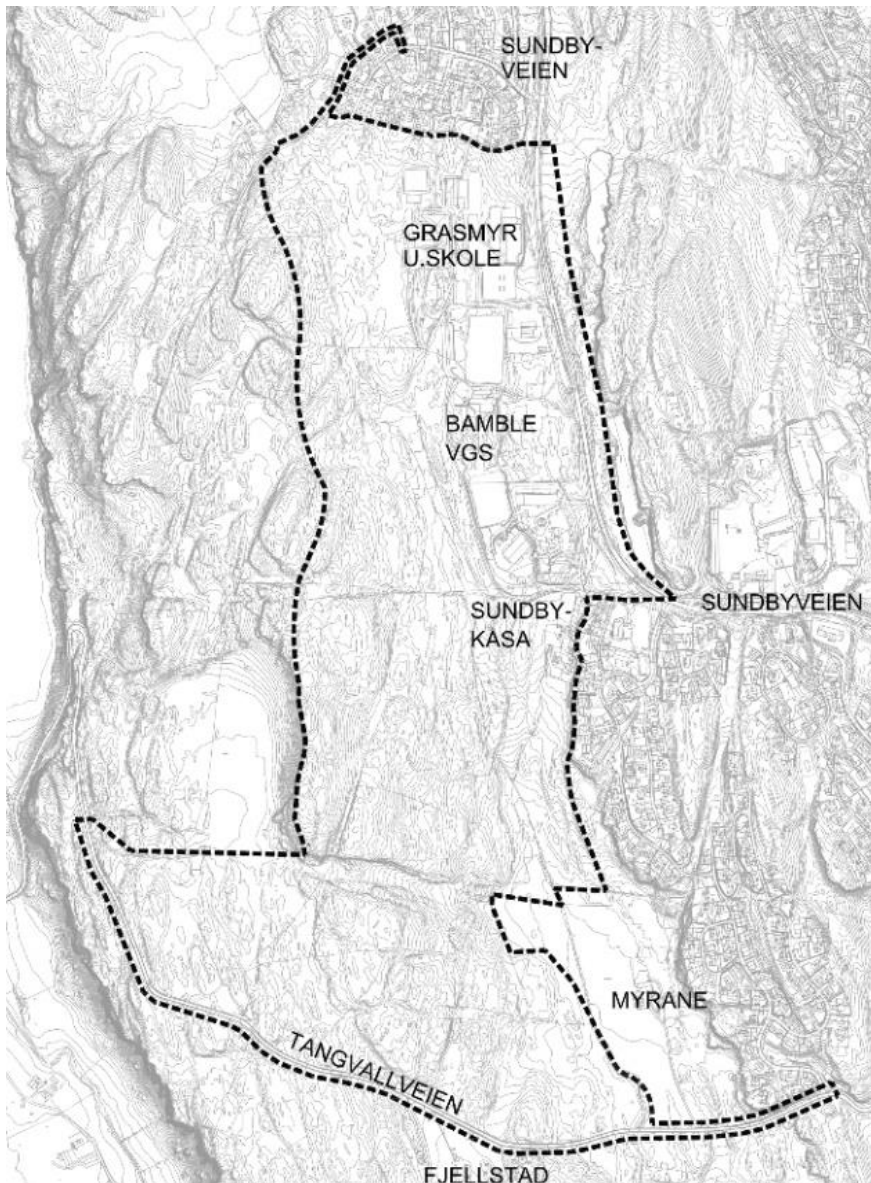 SUNDBY-
VEIEN
GRASMYR
U.SKOLE
BAMBLE
VGS
SUNDBY-
KÅSA
SUNDBYVEIEN
MYRANE
TANGVALLVEIEN
FJELLSTAD